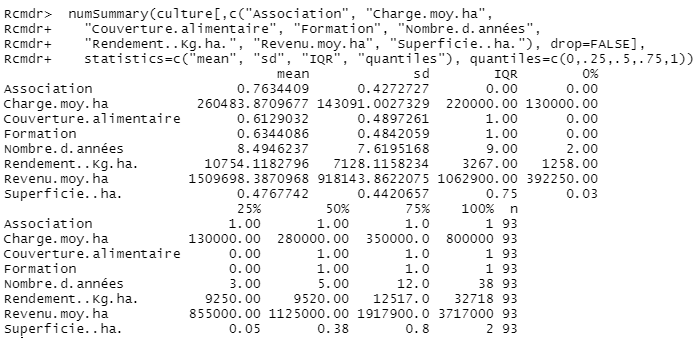 Rcmdr>  numSummary(culture[,c("Association", "Charge.moy.ha",
Rcmdr+    "Couverture.alimentaire", "Formation", "Nombre.d.années",
Rcmdr+    "Rendement..Kg.ha.", "Revenu.moy.ha", "Superficie..ha."), drop=FALSE],
Rcmdr+    statistics=c("mean", "sd", "IQR", "quantiles"), quantiles=c(0,.25,.5,.75,1))
mean sd IQR 0%
Association 0.7634409 0.4272727 0.00 0.00
Charge.moy.ha 260483.8709677 143091.0027329 220000.00 130000.00
Couverture.alimentaire 0.6129032 0.4897261 1.00 0.00
Formation 0.6344086 0.4842059 1.00 0.00
Nombre.d.années 8.4946237 7.6195168 9.00 2.00
Rendement..Kg.ha. 10754.1182796 7128.1158234 3267.00 1258.00
Revenu.moy.ha 1509698.3870968 918143.8622075 1062900.00 392250.00
Superficie..ha. 0.4767742 0.4420657 0.75 0.03
25% 50% 75% 100% n
Association 1.00 1.00 1.0 1 93
Charge.moy.ha 130000.00 280000.00 350000.0 800000 93
Couverture.alimentaire 0.00 1.00 1.0 1 93
Formation 0.00 1.00 1.0 1 93
Nombre.d.années 3.00 5.00 12.0 38 93
Rendement..Kg.ha. 9250.00 9520.00 12517.0 32718 93
Revenu.moy.ha 855000.00 1125000.00 1917900.0 3717000 93
Superficie..ha. 0.05 0.38 0.8 2 93